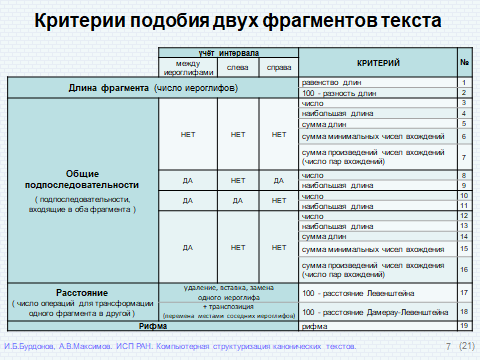 Критерии подобия двух фрагментов текста
учёт интервала
между иероглифами слева справа КРИТЕРИЙ №
Длина фрагмента (число иероглифов) равенство длин 1
100 - разность длин 2
Общие подпоследовательности
( подпоследовательности, входящие в оба фрагмента )
НЕТ НЕТ НЕТ
число 3
наибольшая длина 4
сумма длин 5
сумма минимальных чисел вхождений 6
сумма произведений чисел вхождений
(число пар вхождений) 7
ДА НЕТ ДА
число 8
наибольшая длина 9
ДА ДА НЕТ
число 10
наибольшая длина 11
ДА НЕТ НЕТ
число 12
наибольшая длина 13
сумма длин 14
сумма минимальных чисел вхождения 15
сумма произведений чисел вхождения
(число пар вхождений) 16
Расстояние
( число операций для трансформации
одного фрагмента в другой )
удаление, вставка, замена
одного иероглифа
100 - расстояние Левенштейна 17
+ транспозиция
(перемена местами соседних иероглифов)
100 - расстояние Дамерау-Левенштейна 18
Рифма рифма 19
И.Б.Бурдонов, А.В.Максимов. ИСП РАН. Компьютерная структуризация канонических текстов. 7 (21)